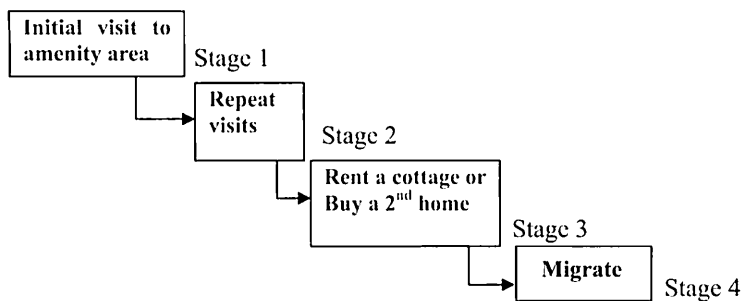 Initial visit to
amenity area
Stage 1
Repeat
visits
Stage 2
Rent a cottage or
Buy a 2nd home
Stage 3
Migrate
Stage 4